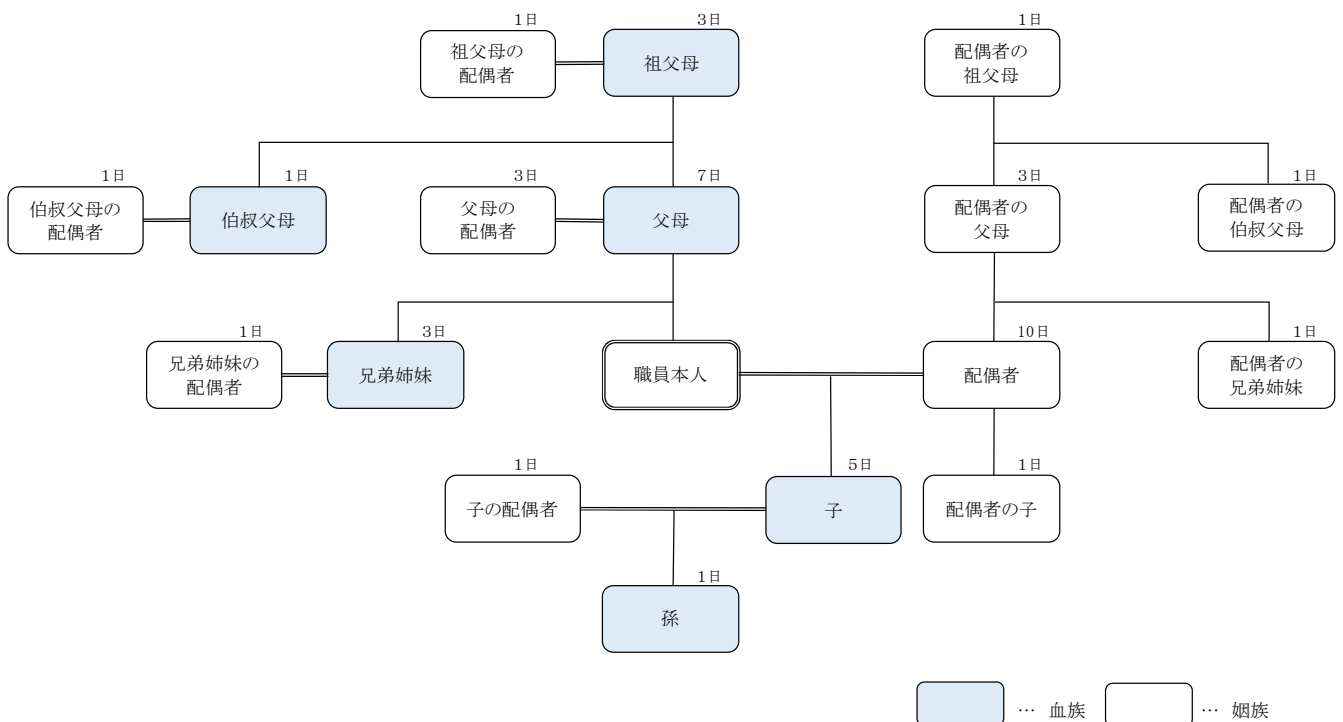 1日
3日
1日
祖父母の
配偶者
祖父母
配偶者の
祖父母
1日
1日
3日
7日
3日
1日
伯叔父母の
配偶者
伯叔父母
父母の
配偶者
父母
配偶者の
父母
配偶者の
伯叔父母
1日
3日
10日
1日
兄弟姉妹の
配偶者
兄弟姉妹
職員本人
配偶者
配偶者の
兄弟姉妹
1日
5日
1日
子の配偶者
子
配偶者の子
1日
孫
… 血族
… 姻族